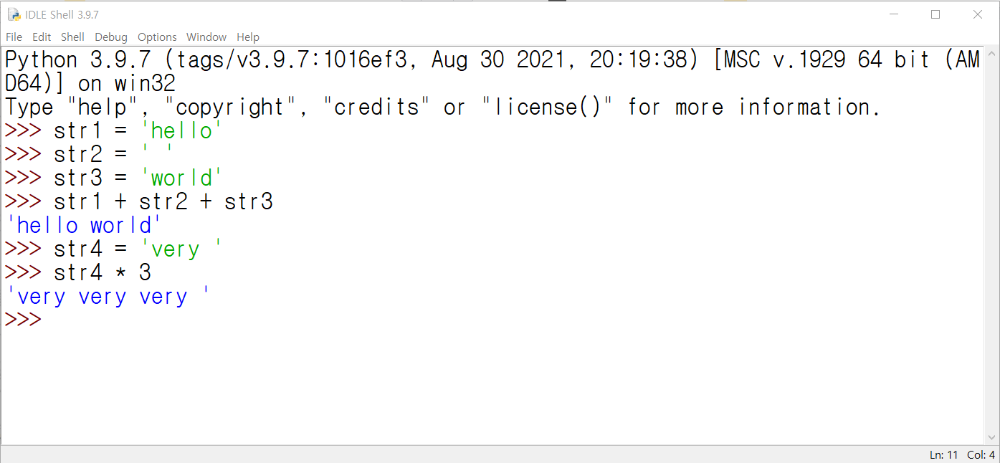 IDLE Shell 3.9.7
File Edit Shell Debug Options Window Help
Python 3.9.7 (tags/v3.9.7:1016ef3, Aug 30 2021, 20:19:38) [MSC v.1929 64 bit (AM
D64)] on win32
Type "help", "copyright", "credits" or "license()" for more information.
>>> str1 = 'hello'
>>> str2 = ' '
>>> str3 = 'world'
>>> str1 + str2 + str3
'hello world'
>>> str4 = 'very '
>>> str4 * 3
'very very very '
>>>
Ln: 11 Col: 4